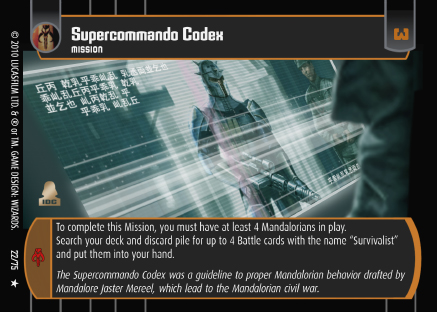 Supercommando Codex
MISSION
3
IDC
To complete this Mission, you must have at least 4 Mandalorians in play.
Search your deck and discard pile for up to 4 Battle cards with the name "Survivalist"
and put them into your hand.
The Supercommando Codex was a guideline to proper Mandalorian behavior drafted by
Mandalore Jaster Mereel, which lead to the Mandalorian civil war.
© 2010 LUCASFILM LTD. & ® or TM. GAME DESIGN: WIZARDS. 22/75 ★